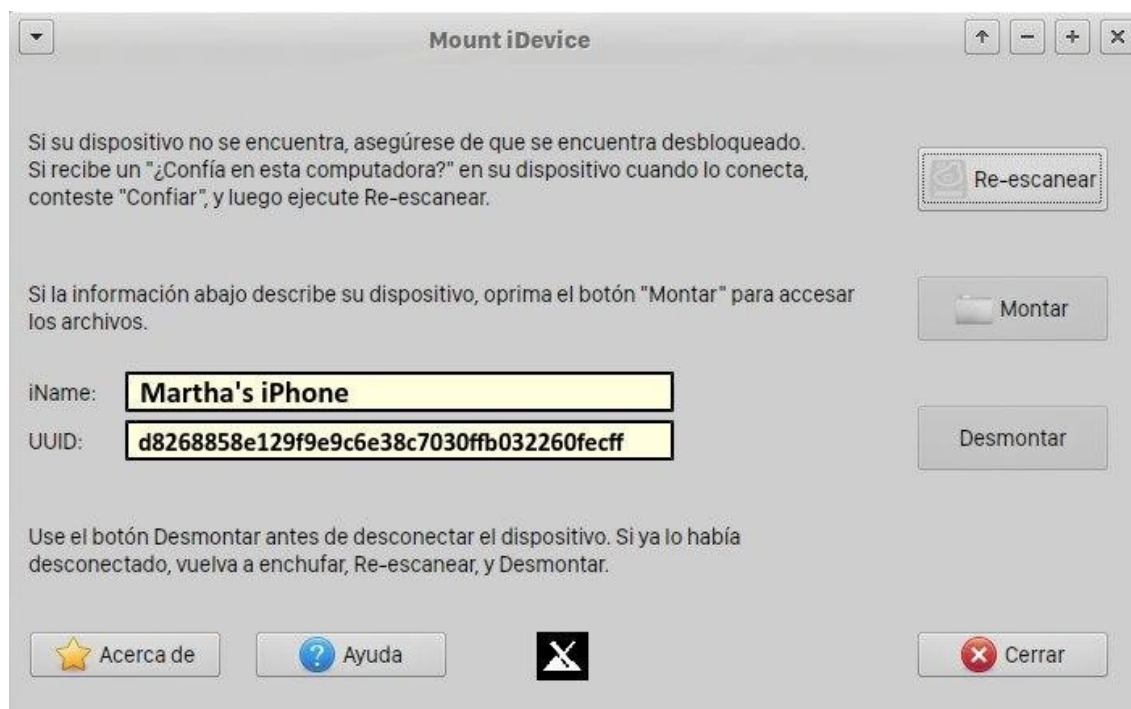 Mount iDevice
Si su dispositivo no se encuentra, asegúrese de que se encuentra desbloqueado.
Si recibe un "¿Confía en esta computadora?" en su dispositivo cuando lo conecta,
conteste "Confiar", y luego ejecute Re-escanear.
Re-escanear
Si la información abajo describe su dispositivo, oprima el botón "Montar" para accesar
los archivos.
Montar
iName: Martha's iPhone
UUID: d8268858e129f9e9c6e38c7030ffb032260fecff
Desmontar
Use el botón Desmontar antes de desconectar el dispositivo. Si ya lo había
desconectado, vuelva a enchufar, Re-escanear, y Desmontar.
Acerca de
Ayuda
Cerrar